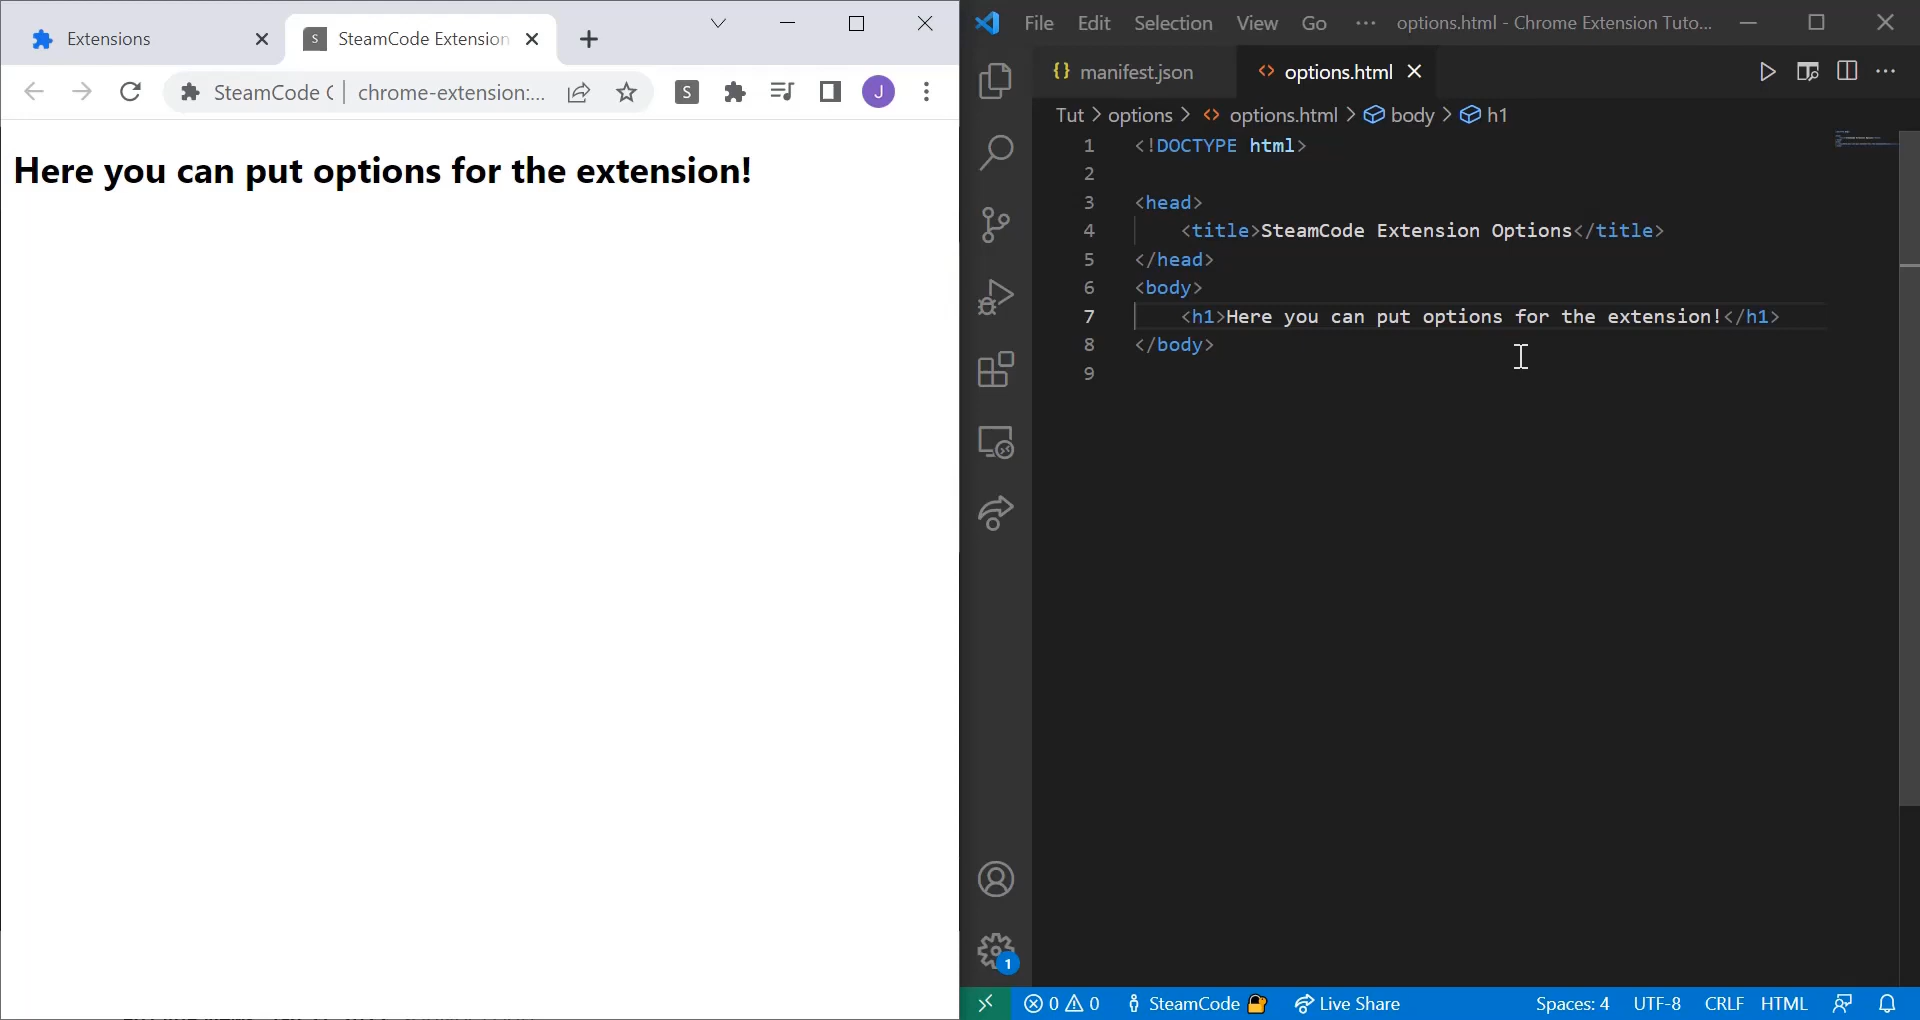 Extensions
SteamCode Extension
SteamCode
chrome-extension:...
S
J
Here you can put options for the extension!
File Edit Selection View Go ··· options.html - Chrome Extension Tuto...
{} manifest.json
<> options.html
Tut > options > <> options.html > body > h1
1 <!DOCTYPE html>
2
3 <head>
4 <title>SteamCode Extension Options</title>
5 </head>
6 <body>
7 <h1>Here you can put options for the extension!</h1>
8 </body>
9
1
0 0 SteamCode Live Share Spaces: 4 UTF-8 CRLF HTML